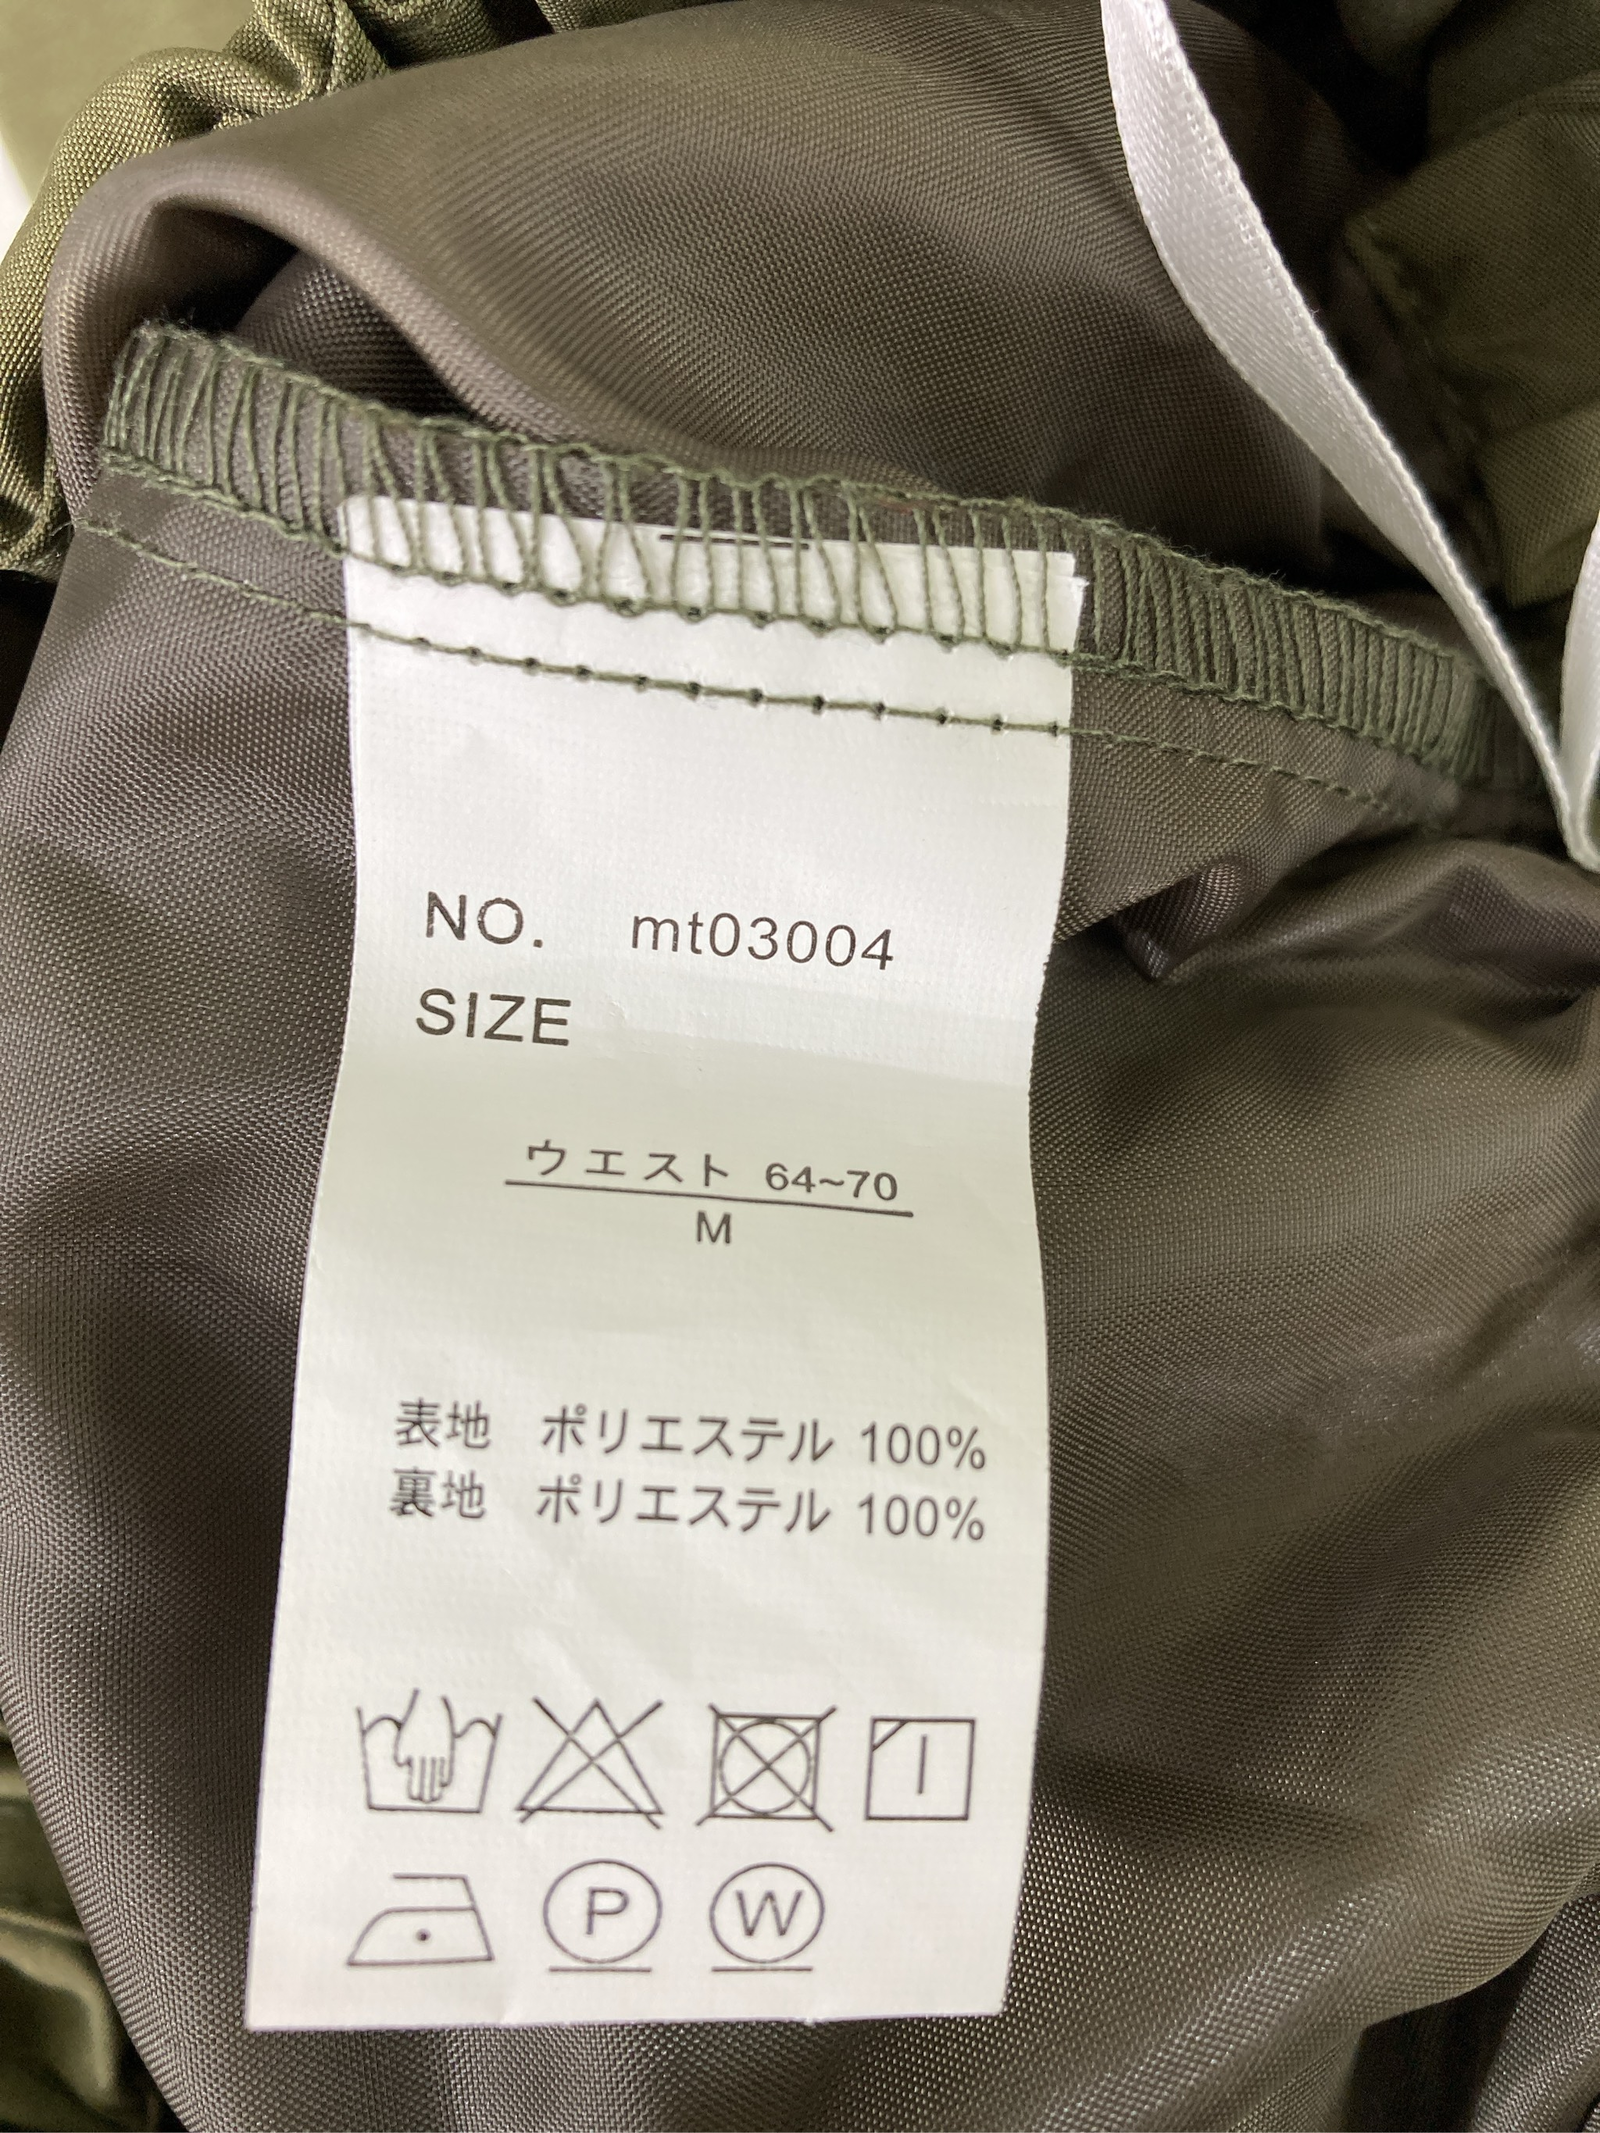 NO. mt03004
SIZE
ウエスト 64~70
M
表地 ポリエステル 100%
裏地 ポリエステル 100%
P W